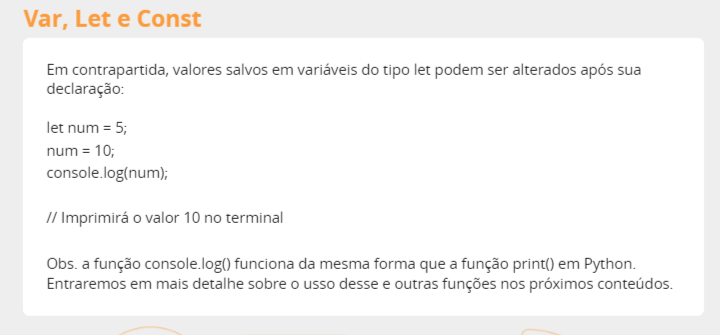 Var, Let e Const
Em contrapartida, valores salvos em variáveis do tipo let podem ser alterados após sua
declaração:
let num = 5;
num = 10;
console.log(num);
// Imprimirá o valor 10 no terminal
Obs. a função console.log() funciona da mesma forma que a função print() em Python.
Entraremos em mais detalhe sobre o usso desse e outras funções nos próximos conteúdos.